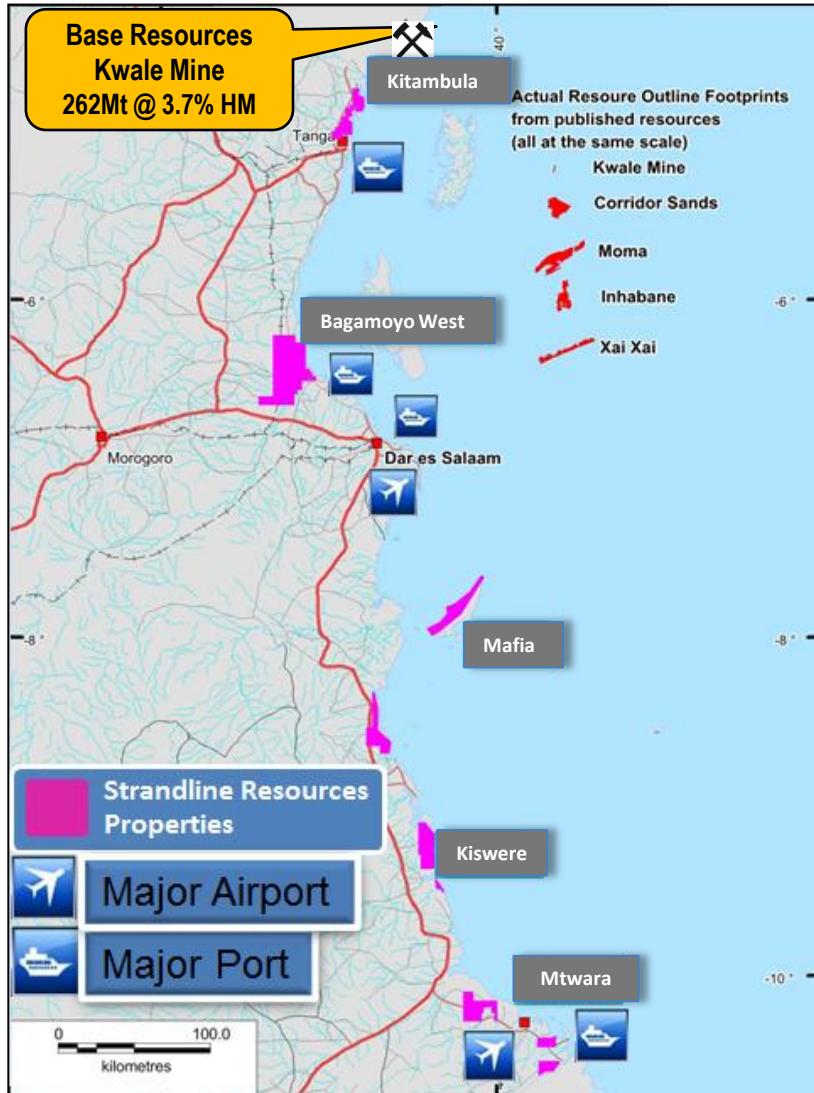 Base Resources
Kwale Mine
262Mt @ 3.7% HM
40
Kitambula
Actual Resoure Outline Footprints
from published resources
(all at the same scale)
Kwale Mine
Corridor Sands
Moma
Inhabane
Xai Xai
Tanga
-6°
-6°
Bagamoyo West
Morogoro
Dar es Salaam
-8°
-8°
Mafia
Strandline Resources
Properties
Kiswere
Major Airport
Major Port
Mtwara
-10°
0 100.0
kilometres